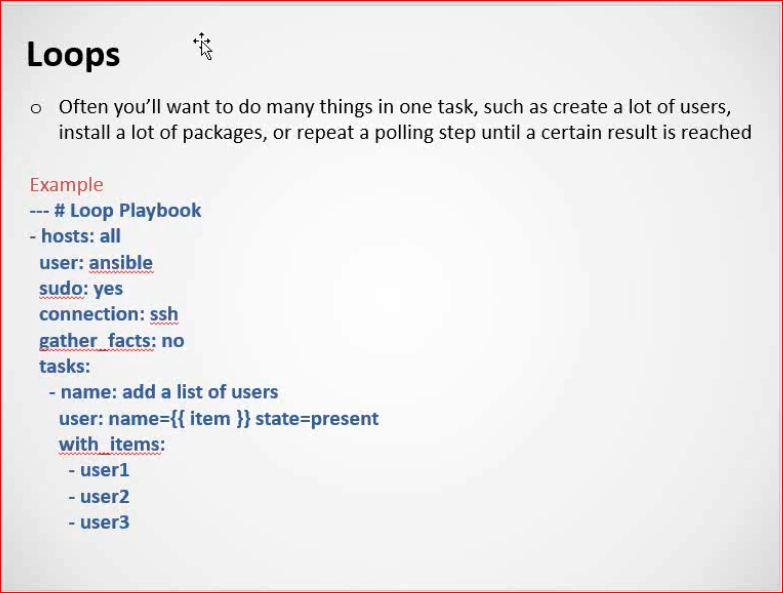 Loops
o Often you’ll want to do many things in one task, such as create a lot of users,
install a lot of packages, or repeat a polling step until a certain result is reached
Example
--- # Loop Playbook
- hosts: all
user: ansible
sudo: yes
connection: ssh
gather_facts: no
tasks:
- name: add a list of users
user: name={{ item }} state=present
with_items:
- user1
- user2
- user3